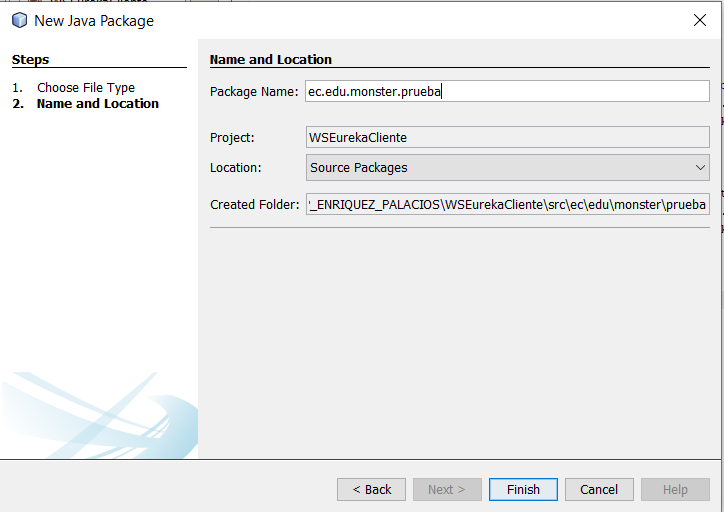 New Java Package
Steps
Name and Location
1. Choose File Type
2. Name and Location
Package Name: ec.edu.monster.prueba
Project: WSEurekaCliente
Location: Source Packages
Created Folder: '_ENRIQUEZ_PALACIOS\WSEurekaCliente\src\ec\edu\monster\prueba
< Back Next > Finish Cancel Help